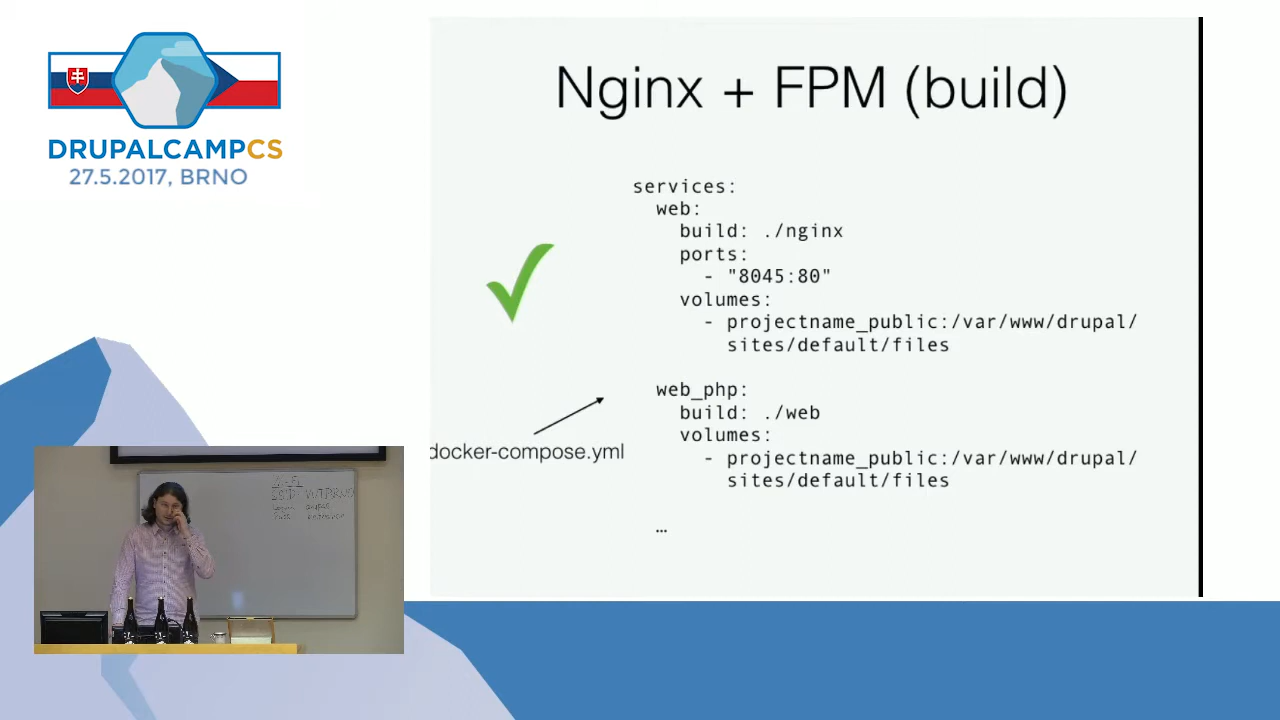 DRUPALCAMPCS
27.5.2017, BRNO
Nginx + FPM (build)
services:
web:
build: ./nginx
ports:
- "8045:80"
volumes:
- projectname_public:/var/www/drupal/
sites/default/files
web_php:
build: ./web
volumes:
- projectname_public:/var/www/drupal/
sites/default/files
...
docker-compose.yml